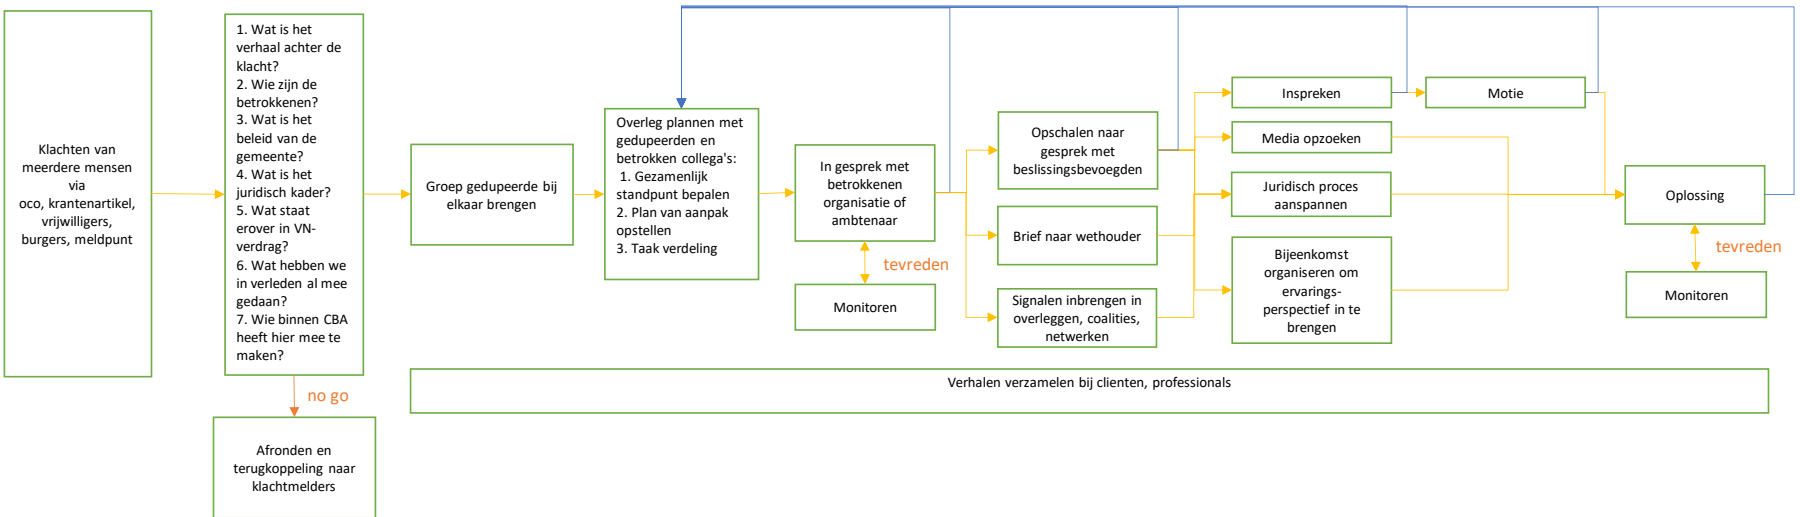 Klachten van
meerdere mensen
via
oco, krantenartikel,
vrijwilligers,
burgers, meldpunt
1. Wat is het
verhaal achter de
klacht?
2. Wie zijn de
betrokkenen?
3. Wat is het
beleid van de
gemeente?
4. Wat is het
juridisch kader?
5. Wat staat
erover in VN-
verdrag?
6. Wat hebben we
in verleden al mee
gedaan?
7. Wie binnen CBA
heeft hier mee te
maken?
no go
Afronden en
terugkoppeling naar
klachtmelders
Groep gedupeerde bij
elkaar brengen
Overleg plannen met
gedupeerden en
betrokken collega's:
1. Gezamenlijk
standpunt bepalen
2. Plan van aanpak
opstellen
3. Taak verdeling
In gesprek met
betrokkenen
organisatie of
ambtenaar
tevreden
Monitoren
Opschalen naar
gesprek met
beslissingsbevoegden
Brief naar wethouder
Signalen inbrengen in
overleggen, coalities,
netwerken
Inspreken
Motie
Media opzoeken
Juridisch proces
aanspannen
Bijeenkomst
organiseren om
ervarings-
perspectief in te
brengen
Oplossing
tevreden
Monitoren
Verhalen verzamelen bij clienten, professionals